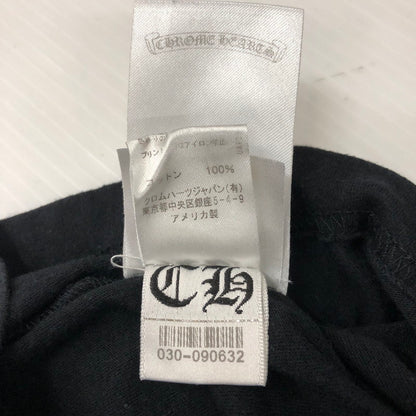 CHROME HEARTS
コットン 100%
クロムハーツジャパン(有)
東京都中央区銀座5-4-9
アメリカ製
CH
030-090632